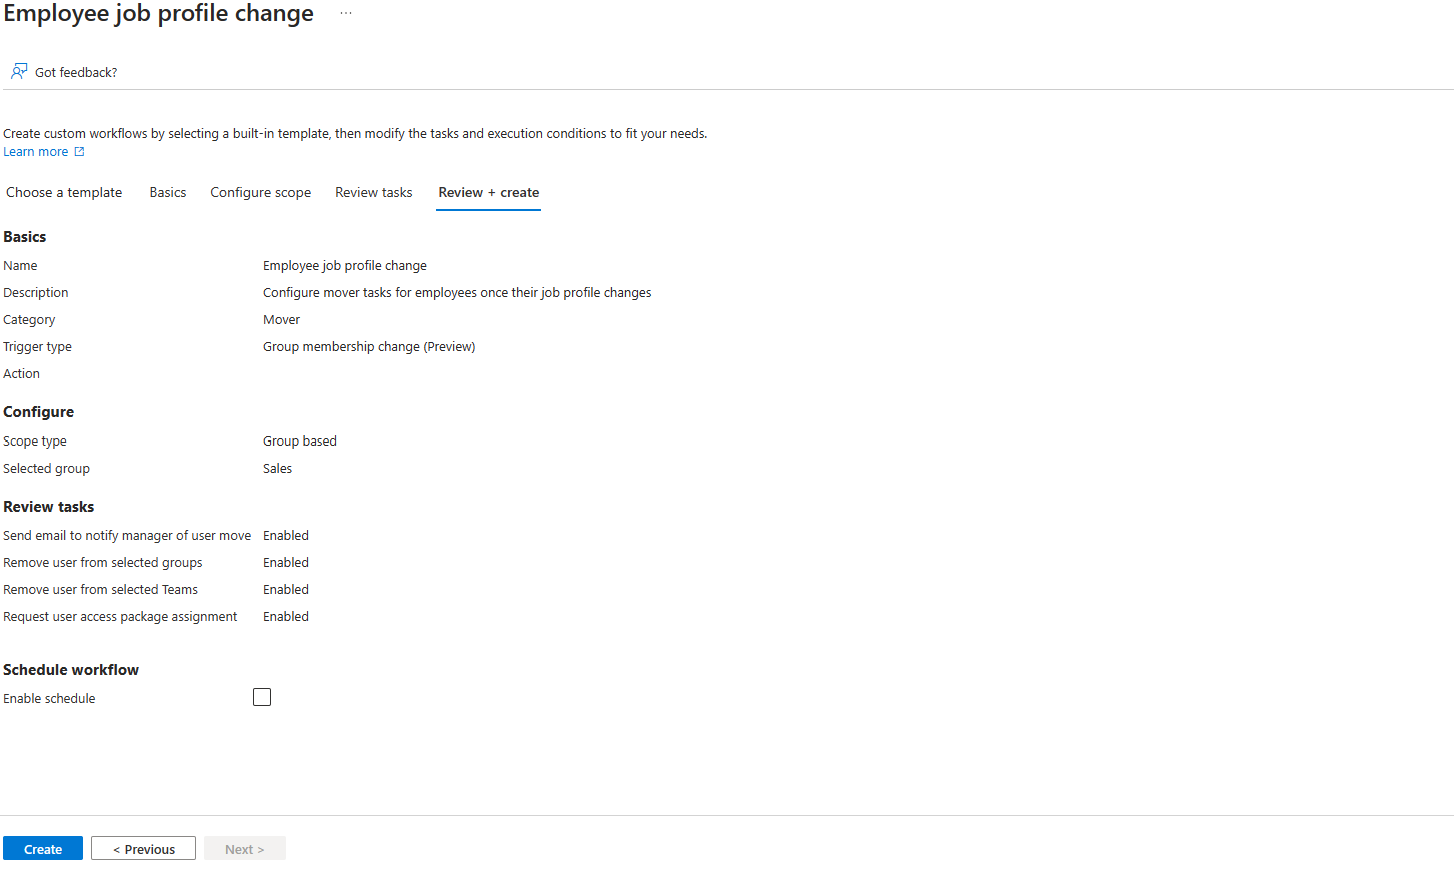 Employee job profile change ...
Got feedback?
Create custom workflows by selecting a built-in template, then modify the tasks and execution conditions to fit your needs.
Learn more
Choose a template Basics Configure scope Review tasks Review + create
Basics
Name Employee job profile change
Description Configure mover tasks for employees once their job profile changes
Category Mover
Trigger type Group membership change (Preview)
Action
Configure
Scope type Group based
Selected group Sales
Review tasks
Send email to notify manager of user move Enabled
Remove user from selected groups Enabled
Remove user from selected Teams Enabled
Request user access package assignment Enabled
Schedule workflow
Enable schedule
Create < Previous Next >